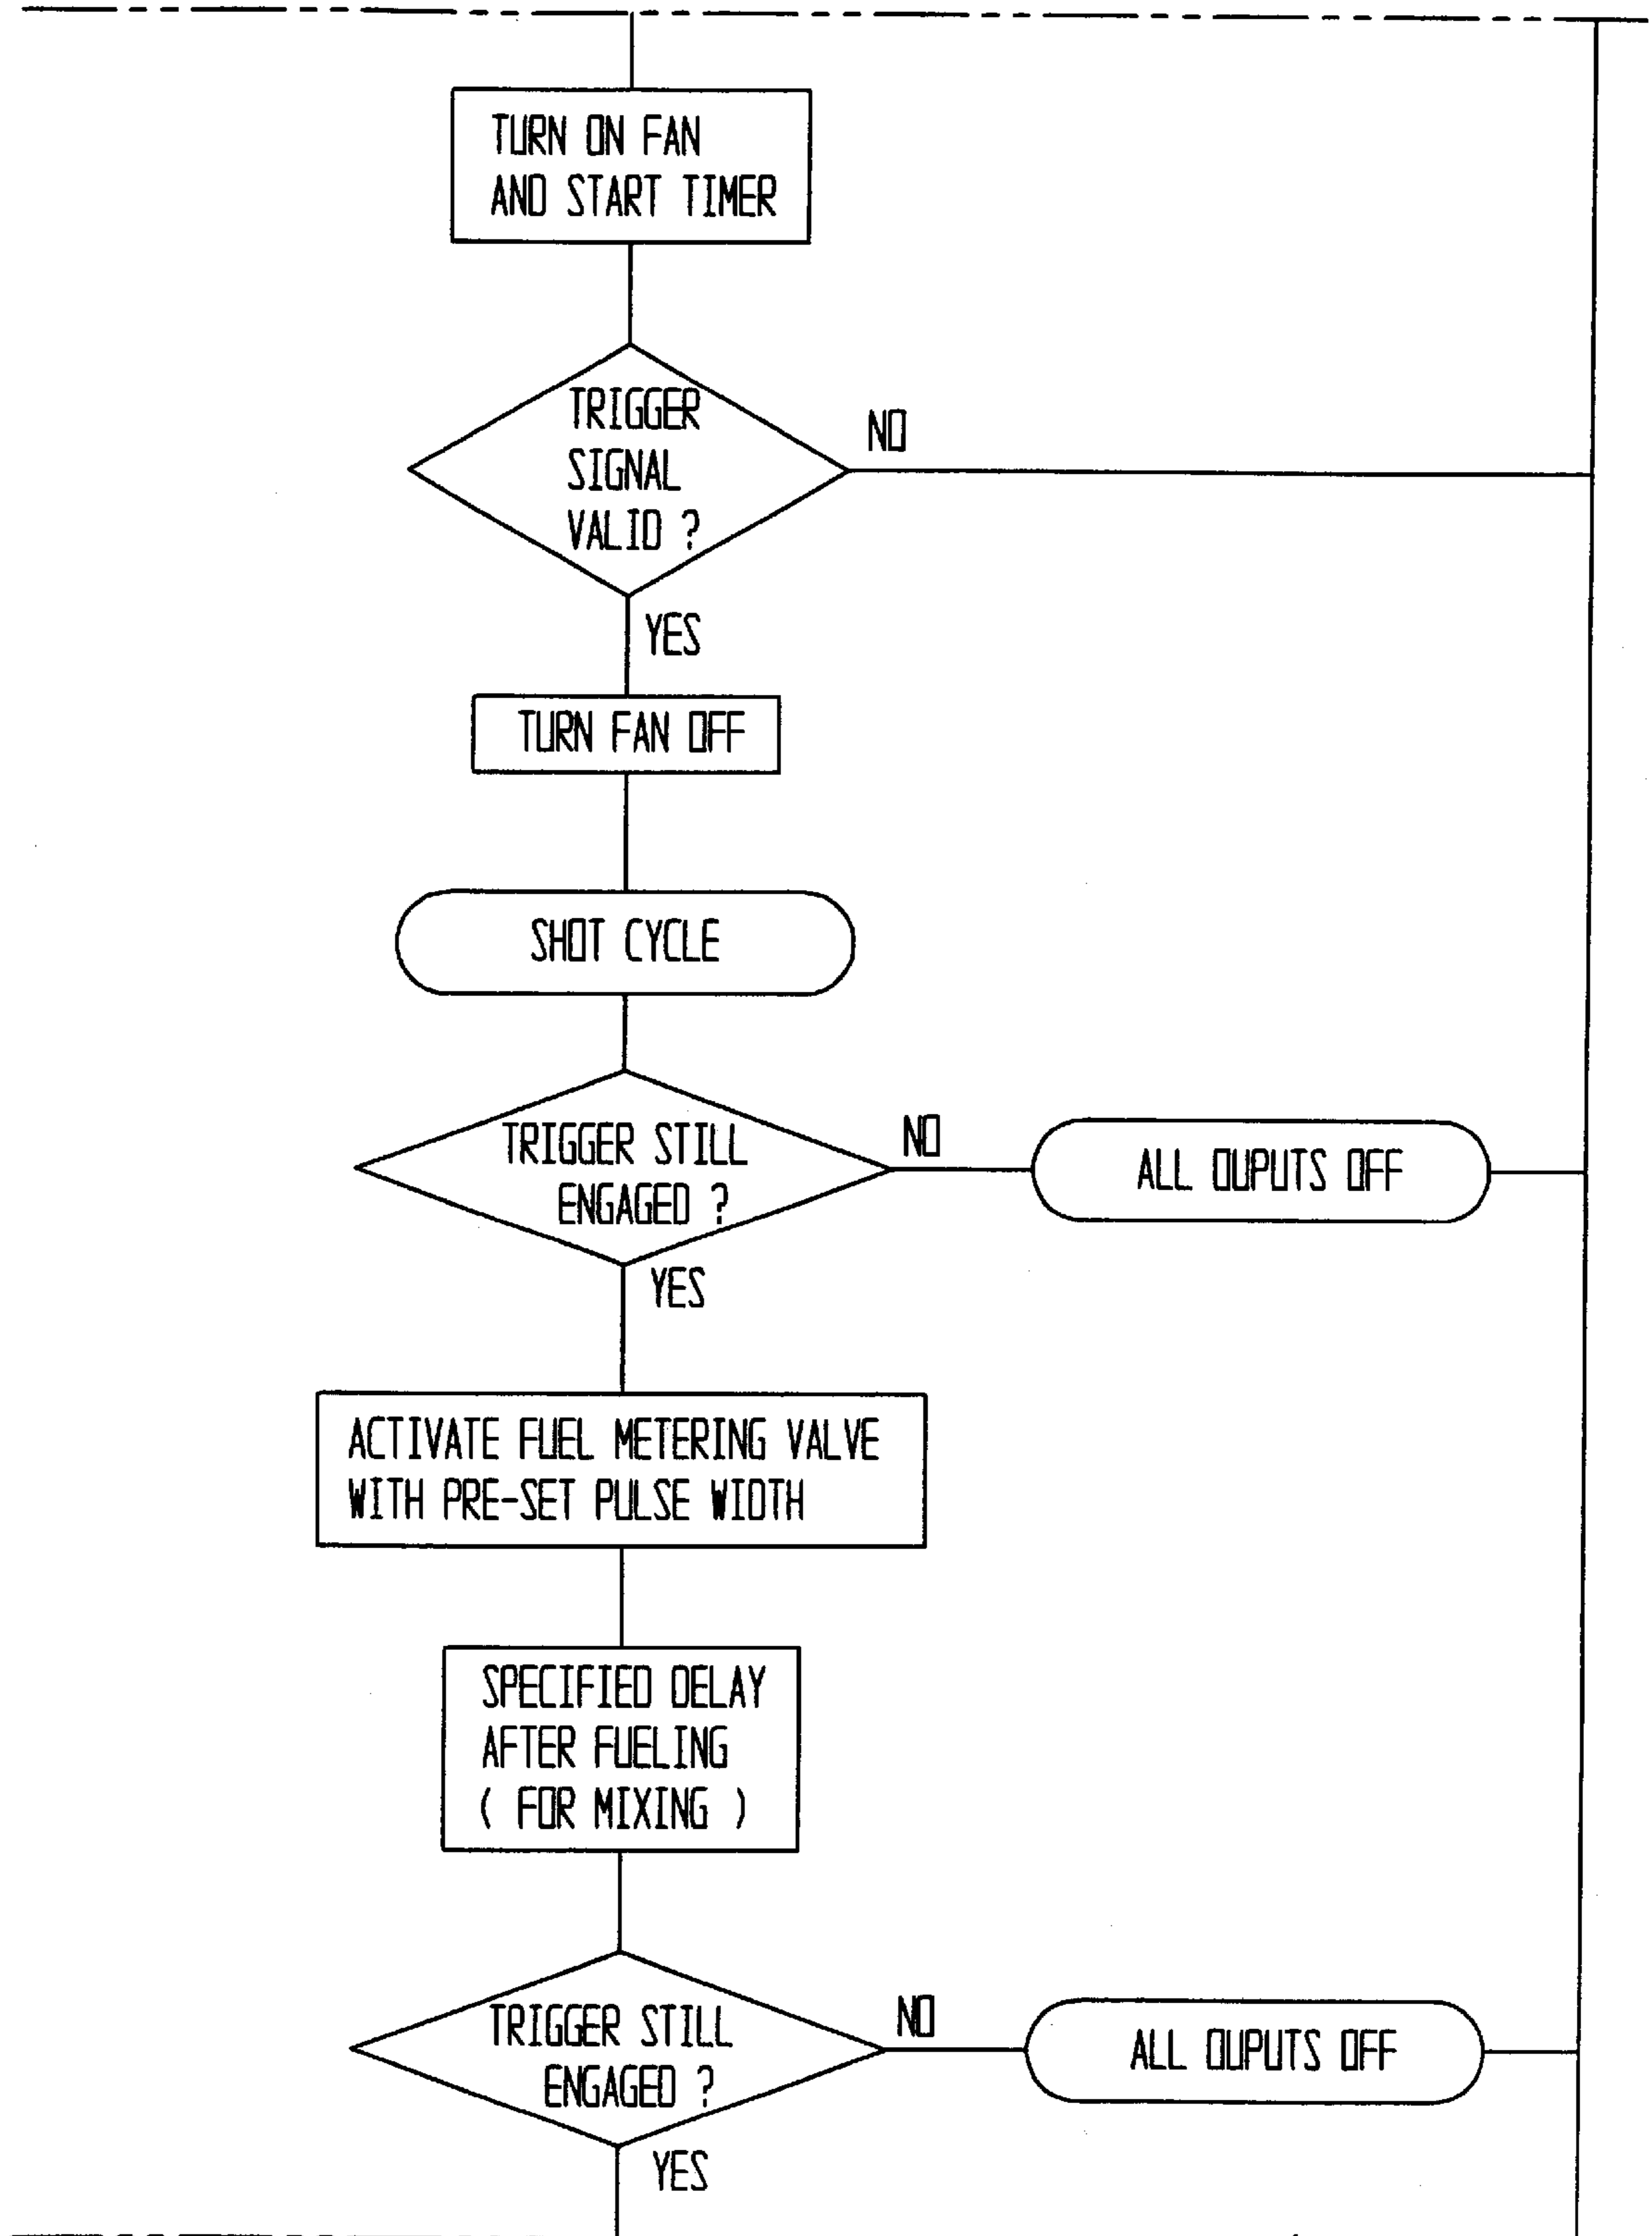 TURN ON FAN
AND START TIMER
TRIGGER
SIGNAL
VALID ?
NO
YES
TURN FAN OFF
SHOT CYCLE
TRIGGER STILL
ENGAGED ?
NO
ALL OUPUTS OFF
YES
ACTIVATE FUEL METERING VALVE
WITH PRE-SET PULSE WIDTH
SPECIFIED DELAY
AFTER FUELING
( FOR MIXING )
TRIGGER STILL
ENGAGED ?
NO
ALL OUPUTS OFF
YES